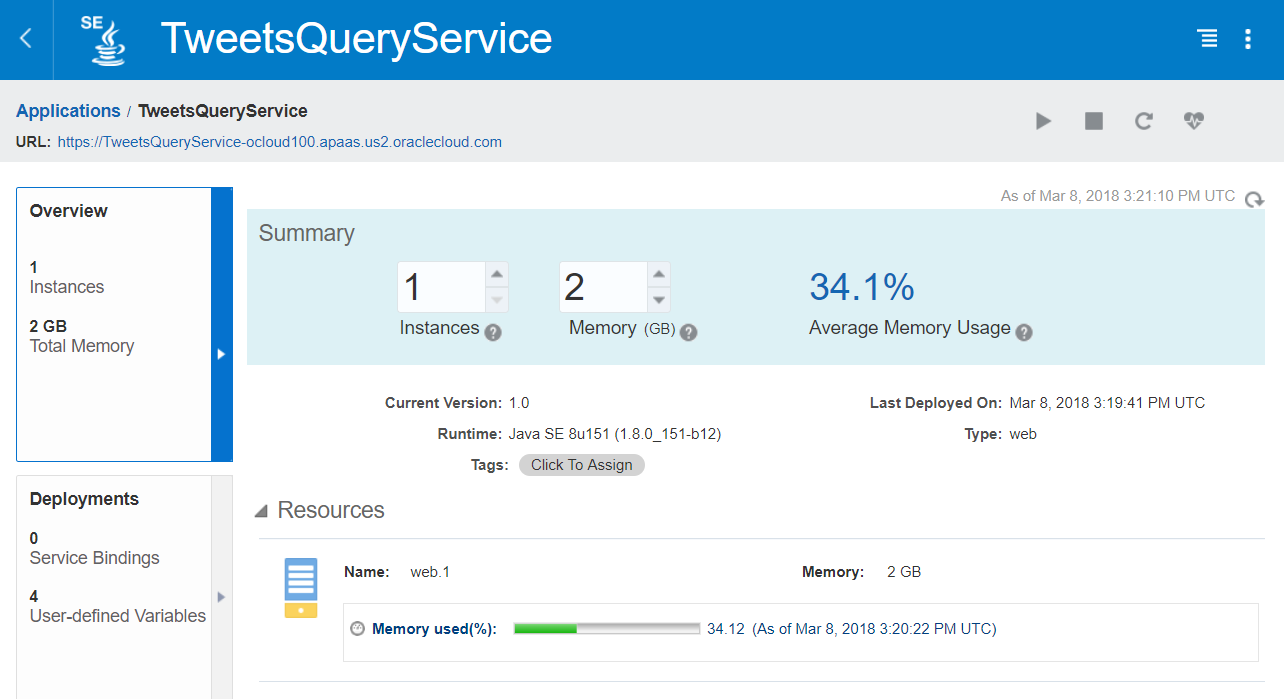 SE
TweetsQueryService
Applications / TweetsQueryService
URL: https://TweetsQueryService-ocloud100.apaas.us2.oraclecloud.com
As of Mar 8, 2018 3:21:10 PM UTC
Overview
1
Instances
2 GB
Total Memory
Summary
1
Instances ?
2
Memory (GB) ?
34.1%
Average Memory Usage ?
Current Version: 1.0
Last Deployed On: Mar 8, 2018 3:19:41 PM UTC
Runtime: Java SE 8u151 (1.8.0_151-b12)
Type: web
Tags: Click To Assign
Deployments
0
Service Bindings
4
User-defined Variables
Resources
Name: web.1
Memory: 2 GB
Memory used(%): 34.12 (As of Mar 8, 2018 3:20:22 PM UTC)